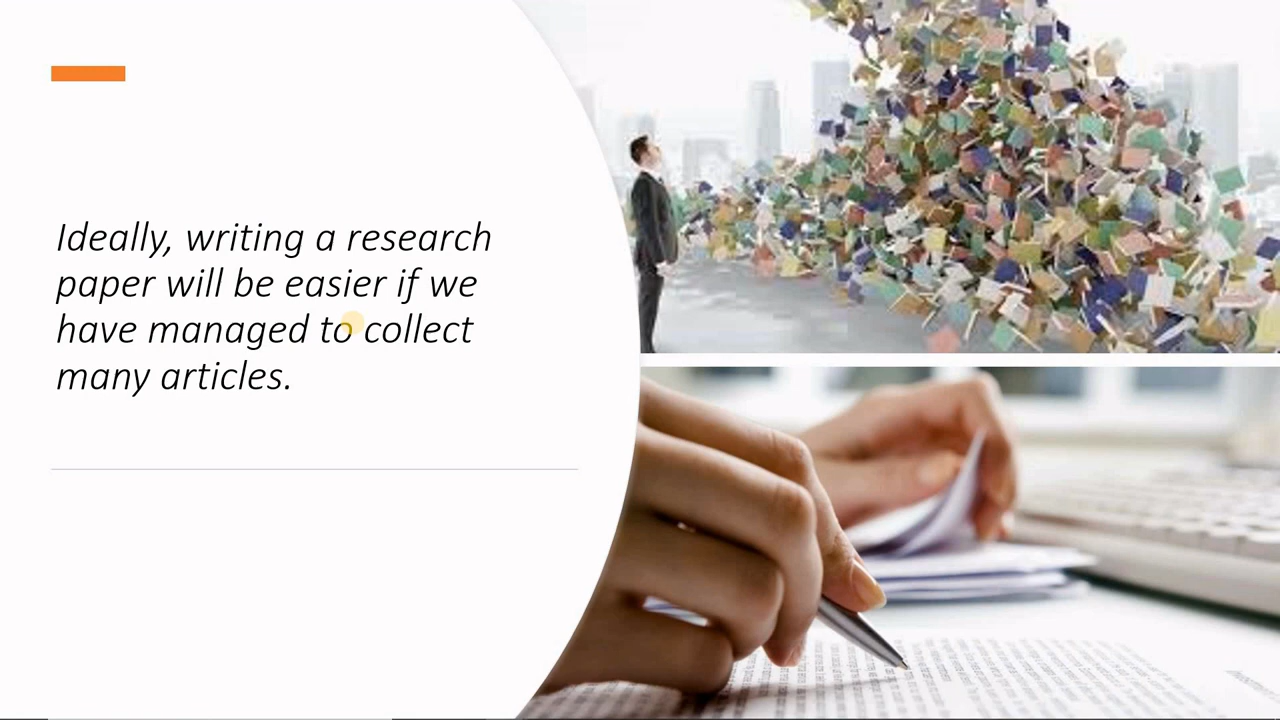 Ideally, writing a research
paper will be easier if we
have managed to collect
many articles.